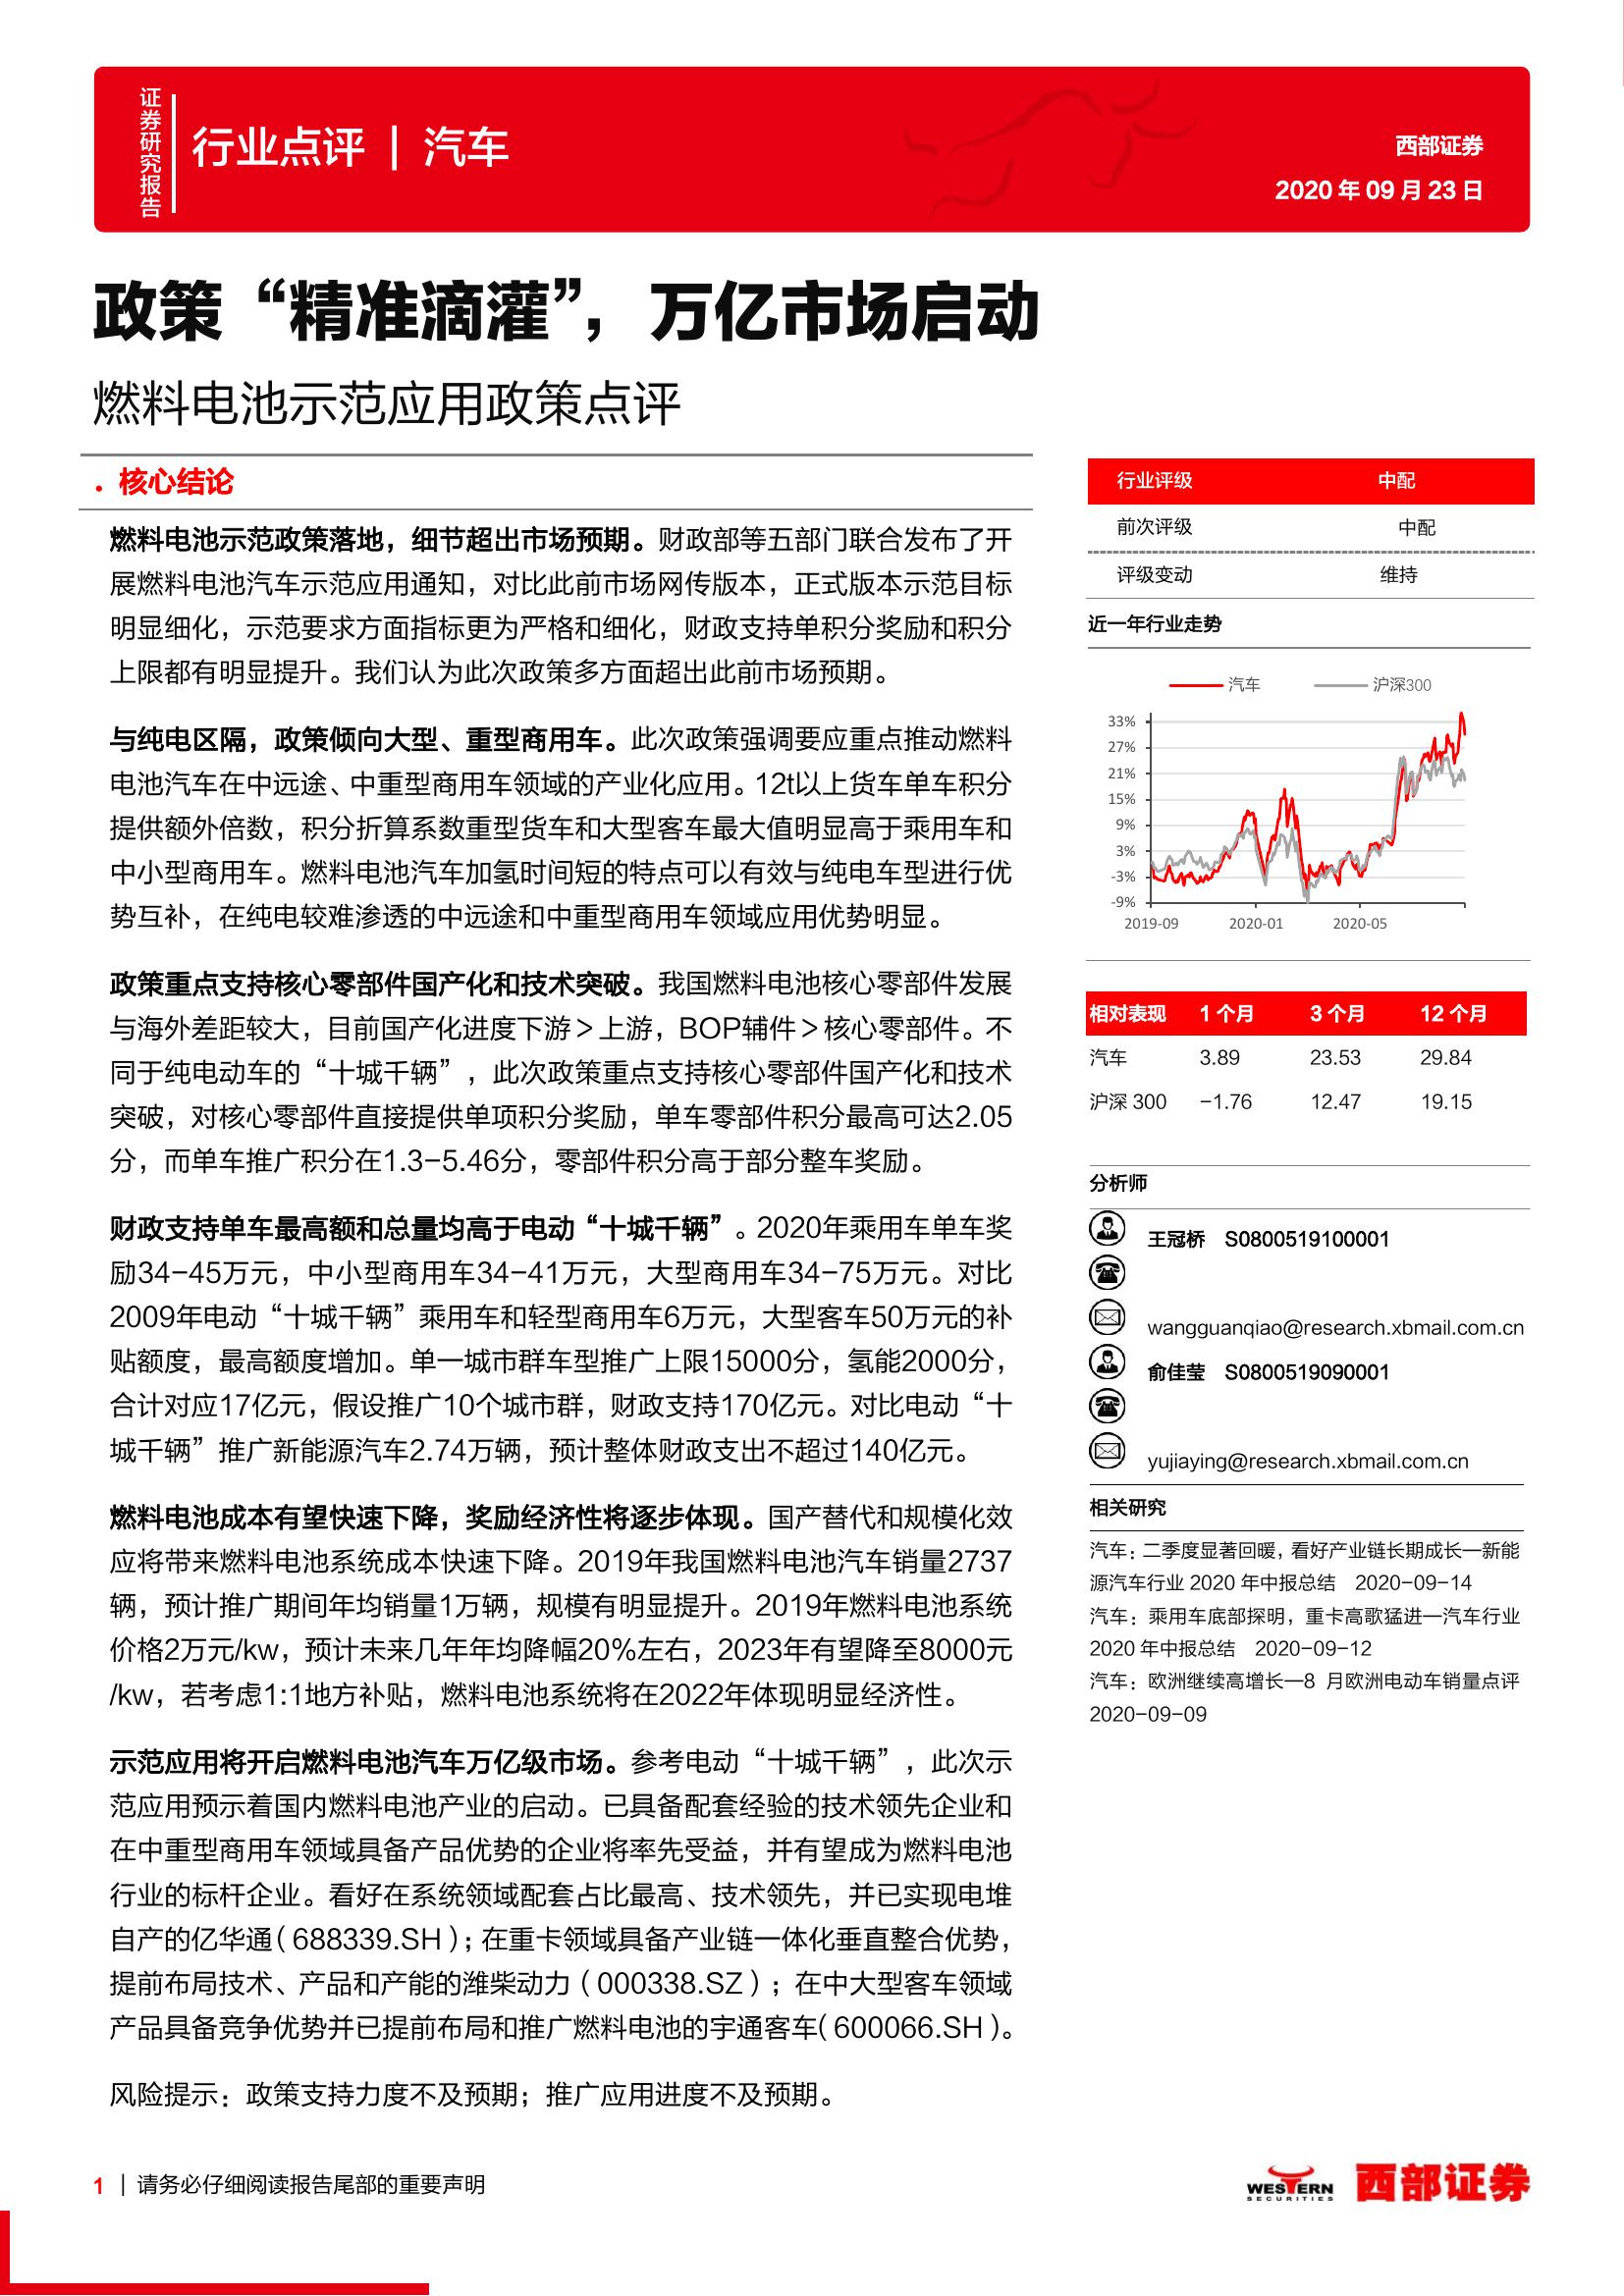 证券研究报告
行业点评 | 汽车
西部证券
2020 年 09 月 23 日
政策“精准滴灌”，万亿市场启动
燃料电池示范应用政策点评
. 核心结论
燃料电池示范政策落地，细节超出市场预期。财政部等五部门联合发布了开
展燃料电池汽车示范应用通知，对比此前市场网传版本，正式版本示范目标
明显细化，示范要求方面指标更为严格和细化，财政支持单积分奖励和积分
上限都有明显提升。我们认为此次政策多方面超出此前市场预期。
与纯电区隔，政策倾向大型、重型商用车。此次政策强调要应重点推动燃料
电池汽车在中远途、中重型商用车领域的产业化应用。12t以上货车单车积分
提供额外倍数，积分折算系数重型货车和大型客车最大值明显高于乘用车和
中小型商用车。燃料电池汽车加氢时间短的特点可以有效与纯电车型进行优
势互补，在纯电较难渗透的中远途和中重型商用车领域应用优势明显。
政策重点支持核心零部件国产化和技术突破。我国燃料电池核心零部件发展
与海外差距较大，目前国产化进度下游＞上游，BOP辅件＞核心零部件。不
同于纯电动车的“十城千辆”，此次政策重点支持核心零部件国产化和技术
突破，对核心零部件直接提供单项积分奖励，单车零部件积分最高可达2.05
分，而单车推广积分在1.3-5.46分，零部件积分高于部分整车奖励。
财政支持单车最高额和总量均高于电动“十城千辆”。2020年乘用车单车奖
励34-45万元，中小型商用车34-41万元，大型商用车34-75万元。对比
2009年电动“十城千辆”乘用车和轻型商用车6万元，大型客车50万元的补
贴额度，最高额度增加。单一城市群车型推广上限15000分，氢能2000分，
合计对应17亿元，假设推广10个城市群，财政支持170亿元。对比电动“十
城千辆”推广新能源汽车2.74万辆，预计整体财政支出不超过140亿元。
燃料电池成本有望快速下降，奖励经济性将逐步体现。国产替代和规模化效
应将带来燃料电池系统成本快速下降。2019年我国燃料电池汽车销量2737
辆，预计推广期间年均销量1万辆，规模有明显提升。2019年燃料电池系统
价格2万元/kw，预计未来几年年均降幅20%左右，2023年有望降至8000元
/kw，若考虑1:1地方补贴，燃料电池系统将在2022年体现明显经济性。
示范应用将开启燃料电池汽车万亿级市场。参考电动“十城千辆”，此次示
范应用预示着国内燃料电池产业的启动。已具备配套经验的技术领先企业和
在中重型商用车领域具备产品优势的企业将率先受益，并有望成为燃料电池
行业的标杆企业。看好在系统领域配套占比最高、技术领先，并已实现电堆
自产的亿华通（688339.SH）；在重卡领域具备产业链一体化垂直整合优势，
提前布局技术、产品和产能的潍柴动力（000338.SZ）；在中大型客车领域
产品具备竞争优势并已提前布局和推广燃料电池的宇通客车（600066.SH）。
风险提示：政策支持力度不及预期；推广应用进度不及预期。
行业评级 中配
前次评级 中配
评级变动 维持
近一年行业走势
汽车 沪深300
33%
27%
21%
15%
9%
3%
-3%
-9%
2019-09 2020-01 2020-05
相对表现 1 个月 3 个月 12 个月
汽车 3.89 23.53 29.84
沪深 300 -1.76 12.47 19.15
分析师
王冠桥 S0800519100001
wangguanqiao@research.xbmail.com.cn
俞佳莹 S0800519090001
yujiaying@research.xbmail.com.cn
相关研究
汽车：二季度显著回暖，看好产业链长期成长—新能
源汽车行业 2020 年中报总结 2020-09-14
汽车：乘用车底部探明，重卡高歌猛进—汽车行业
2020 年中报总结 2020-09-12
汽车：欧洲继续高增长—8 月欧洲电动车销量点评
2020-09-09
1 | 请务必仔细阅读报告尾部的重要声明
WESTERN
SECURITIES
西部证券